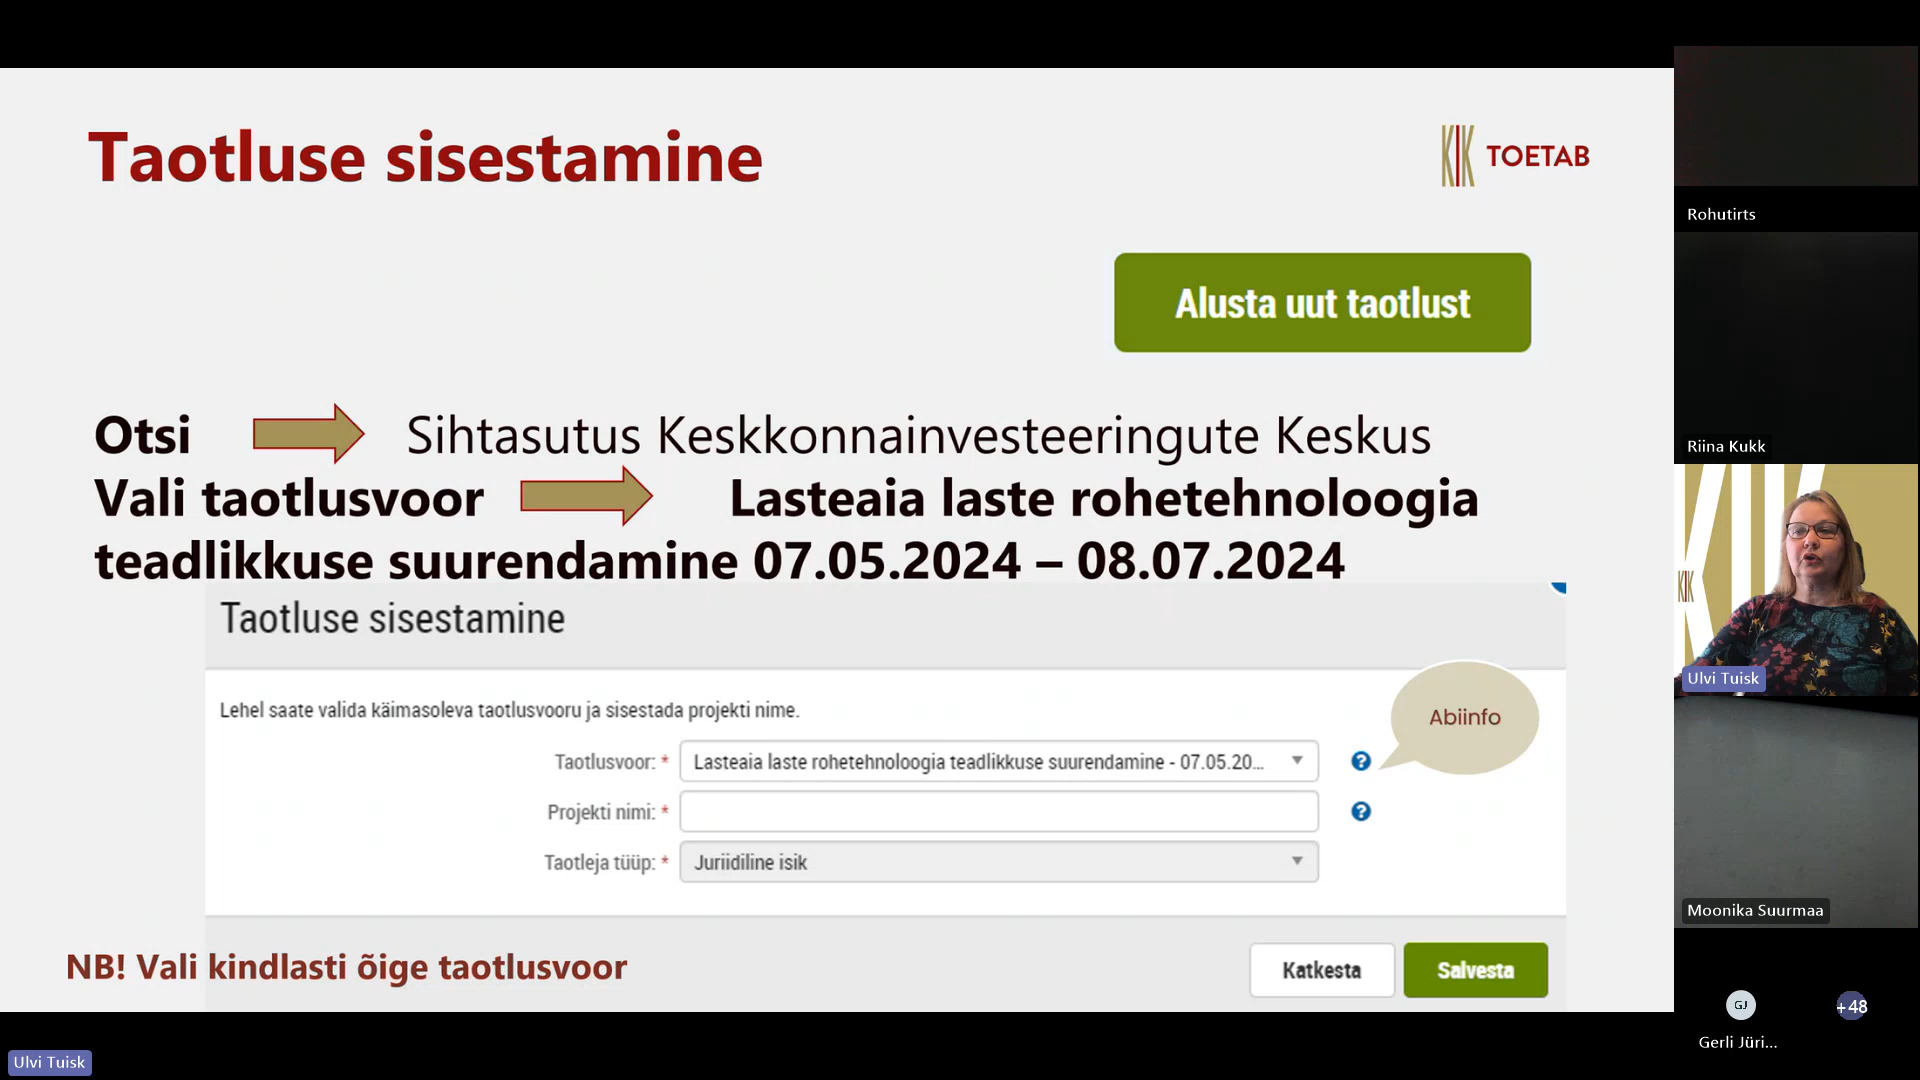 Taotluse sisestamine
KIK TOETAB
Alusta uut taotlust
Otsi Sihtasutus Keskkonnainvesteeringute Keskus
Vali taotlusvoor Lasteaia laste rohetehnoloogia
teadlikkuse suurendamine 07.05.2024 – 08.07.2024
Taotluse sisestamine
Lehel saate valida käimasoleva taotlusvooru ja sisestada projekti nime.
Abiinfo
Taotlusvoor: * Lasteaia laste rohetehnoloogia teadlikkuse suurendamine - 07.05.20... ?
Projekti nimi: * ?
Taotleja tüüp: * Juriidiline isik
NB! Vali kindlasti õige taotlusvoor
Katkesta Salvesta
Rohutirts
Riina Kukk
KIK
Ulvi Tuisk
Moonika Suurmaa
GJ +48
Gerli Jüri...
Ulvi Tuisk